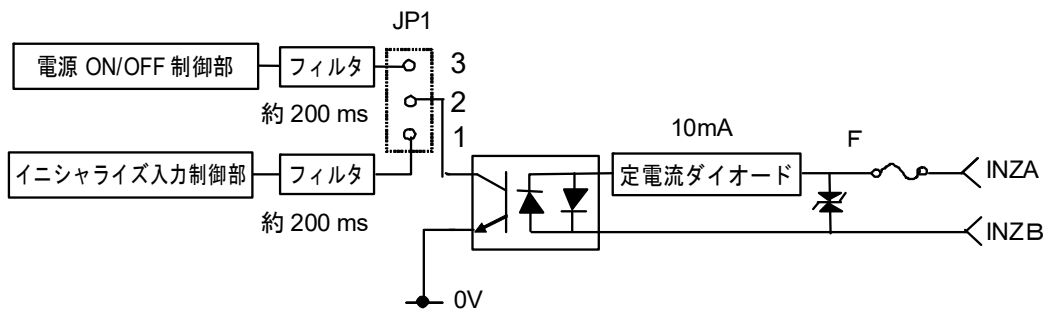 JP1
電源 ON/OFF 制御部
フィルタ
3
約 200 ms
2
1
10mA
F
イニシャライズ入力制御部
フィルタ
定電流ダイオード
INZA
約 200 ms
INZB
0V